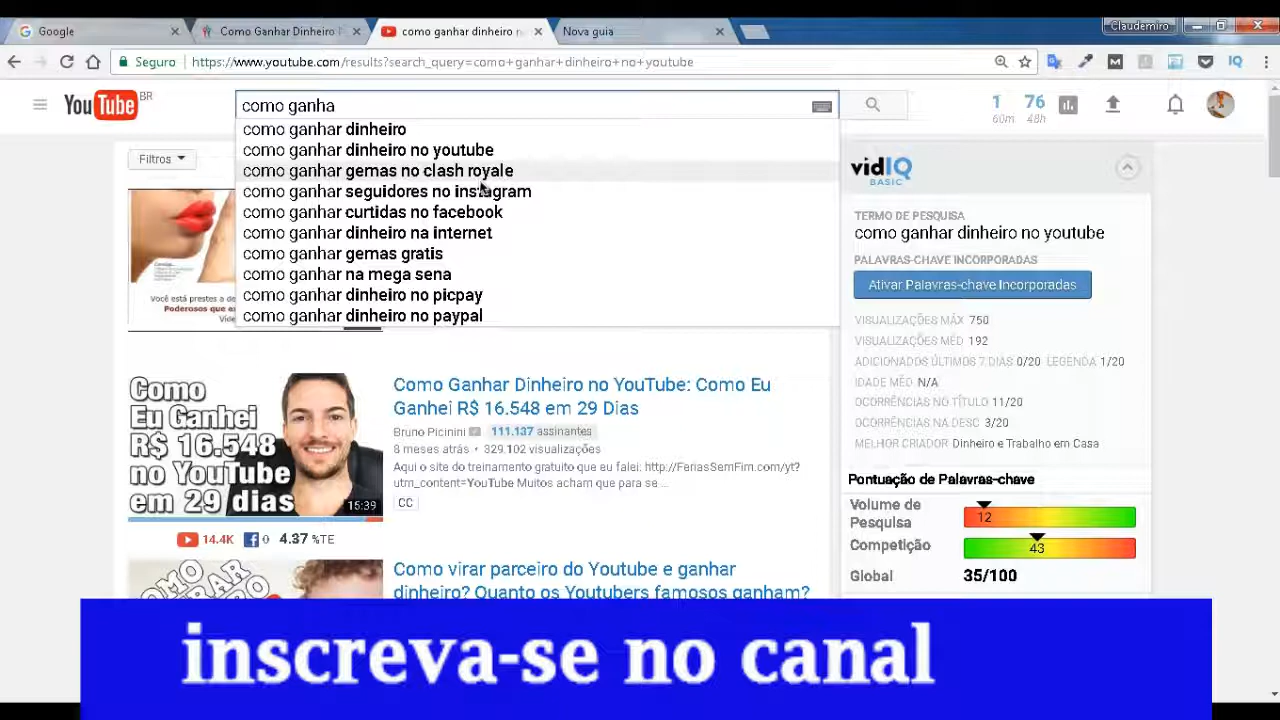 Google
Como Ganhar Dinheiro
como ganhar dinheiro
Nova guia
Claudemiro
Seguro
https://www.youtube.com/results?search_query=como+ganhar+dinheiro+no+youtube
YouTube BR
como ganha
1 76
60m 48h
como ganhar dinheiro
como ganhar dinheiro no youtube
como ganhar gemas no clash royale
como ganhar seguidores no instagram
como ganhar curtidas no facebook
como ganhar dinheiro na internet
como ganhar gemas gratis
como ganhar na mega sena
como ganhar dinheiro no picpay
como ganhar dinheiro no paypal
Filtros
Você está prestes a
Poderosos que
vidIQ
BASIC
TERMO DE PESQUISA
como ganhar dinheiro no youtube
PALAVRAS-CHAVE INCORPORADAS
Ativar Palavras-chave Incorporadas
VISUALIZAÇÕES MÁX 750
VISUALIZAÇÕES MÉD 192
ADICIONADOS ÚLTIMOS 7 DIAS 0/20 LEGENDA 1/20
IDADE MÉD N/A
OCORRÊNCIAS NO TÍTULO 11/20
OCORRÊNCIAS NA DESC 3/20
MELHOR CRIADOR Dinheiro e Trabalho em Casa
Pontuação de Palavras-chave
Volume de Pesquisa 12
Competição 43
Global 35/100
Como
Eu Ganhei
R$ 16.548
no YouTube
em 29 dias
15:39
14.4K 0 4.37 %TE
Como Ganhar Dinheiro no YouTube: Como Eu
Ganhei R$ 16.548 em 29 Dias
Bruno Picinini 111.137 assinantes
8 meses atrás • 329.102 visualizações
Aqui o site do treinamento gratuito que eu falei: http://FeriasSemFim.com/yt?
utm_content=YouTube Muitos acham que para se ...
CC
COMO
Como virar parceiro do Youtube e ganhar
dinheiro? Quanto os Youtubers famosos ganham?
inscreva-se no canal